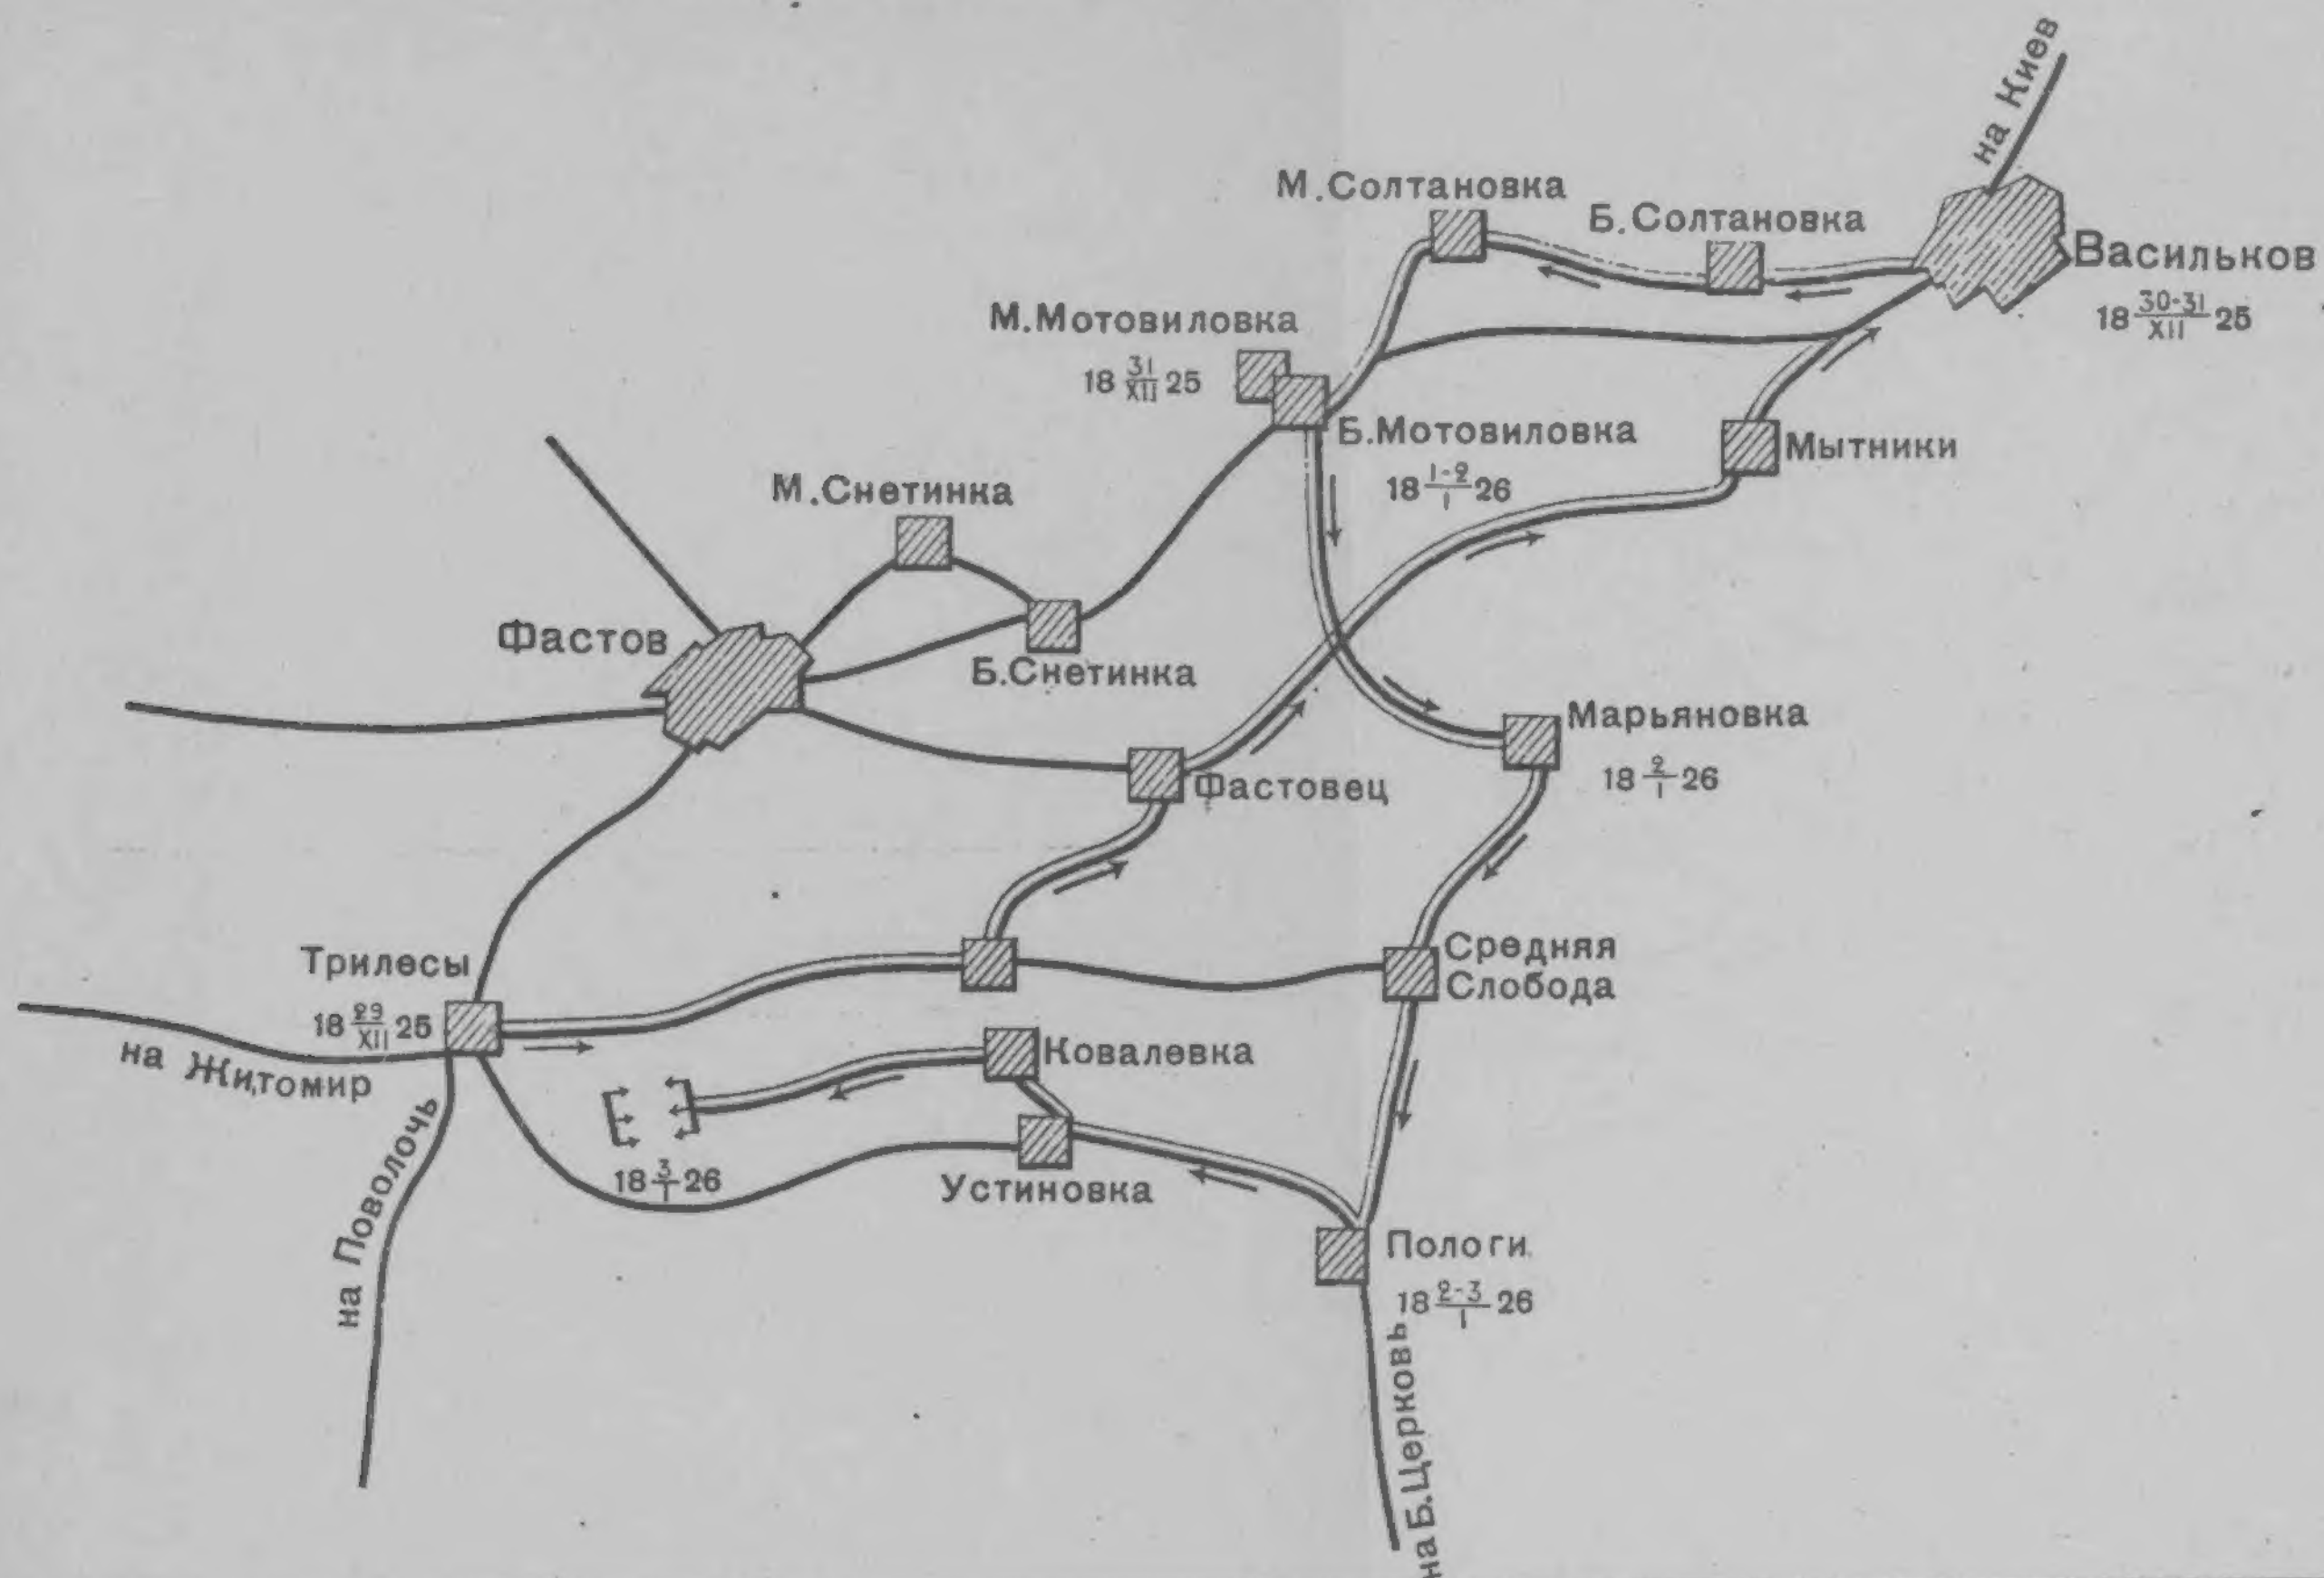 на Киев
М.Солтановка
Б.Солтановка
Васильков
18 30-31/XII 25
М.Мотовиловка
18 31/XII 25
Б.Мотовиловка
18 1-2/I 26
Мытники
М.Снетинка
Фастов
Б.Снетинка
Марьяновка
18 2/I 26
Фастовец
Трилесы
18 29/XII 25
Средняя
Слобода
на Житомир
Ковалевка
на Поволочь
18 3/I 26
Устиновка
Пологи
18 2-3/I 26
на Б.Церковь